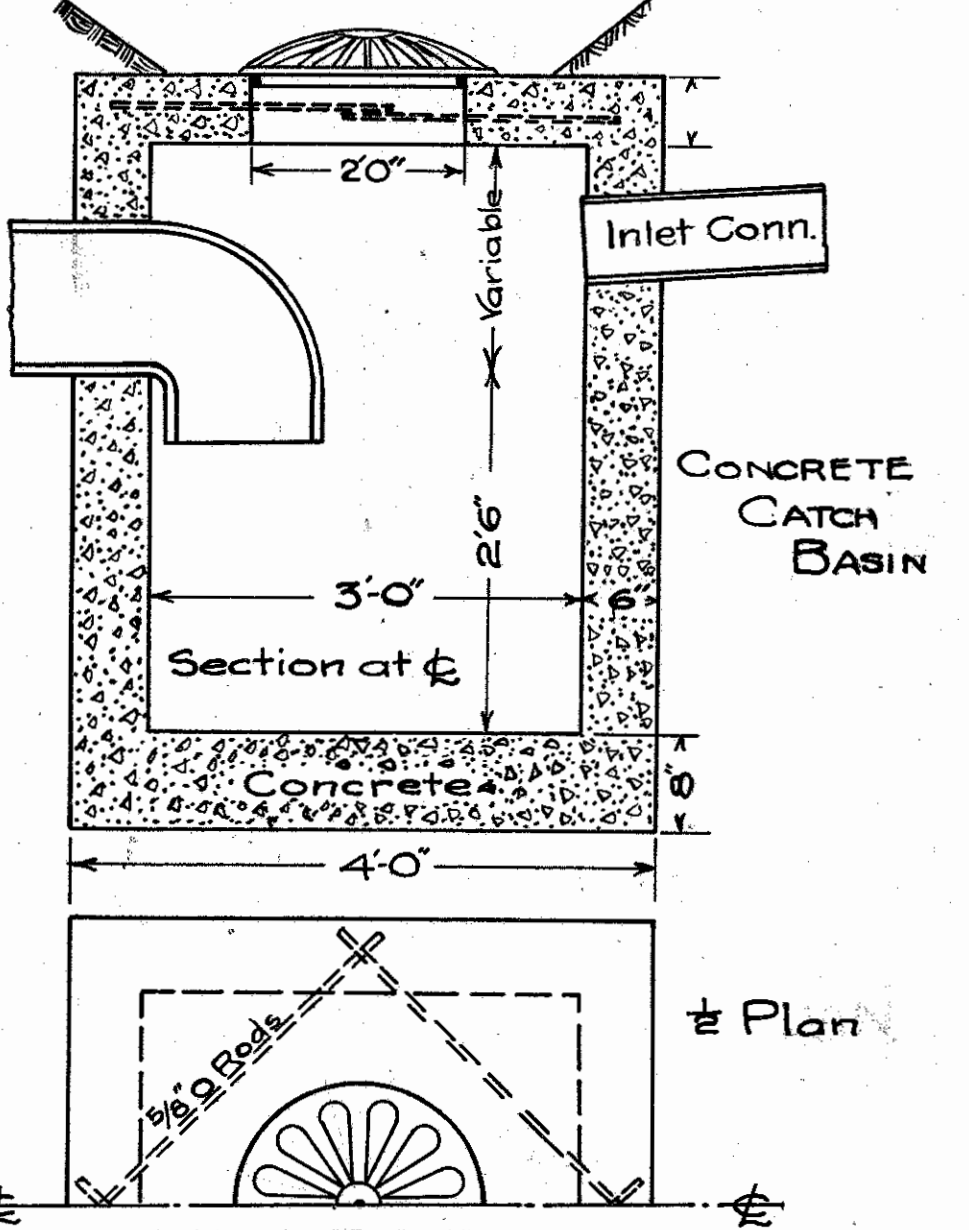 2'0"
Variable
Inlet Conn.
CONCRETE
CATCH
BASIN
2'6"
3'-0"
6"
Section at ℄
Concrete
8"
4'-0"
½ Plan
5/8" O Rods
℄
℄